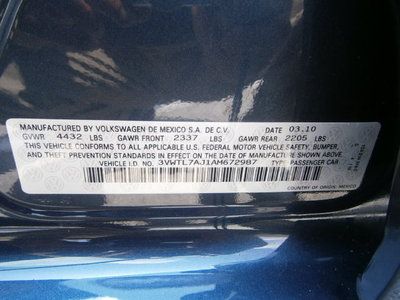 MANUFACTURED BY VOLKSWAGEN DE MEXICO S.A. DE C.V. DATE 03.10
GVWR 4432 LBS GAWR FRONT 2337 LBS GAWR REAR 2205 LBS
THIS VEHICLE CONFORMS TO ALL APPLICABLE U.S. FEDERAL MOTOR VEHICLE SAFETY, BUMPER,
AND THEFT PREVENTION STANDARDS IN EFFECT ON THE DATE OF MANUFACTURE SHOWN ABOVE.
VEHICLE I.D. NO. 3VWTL7AJ1AM672987 TYPE: PASSENGER CAR
COUNTRY OF ORIGIN: MEXICO